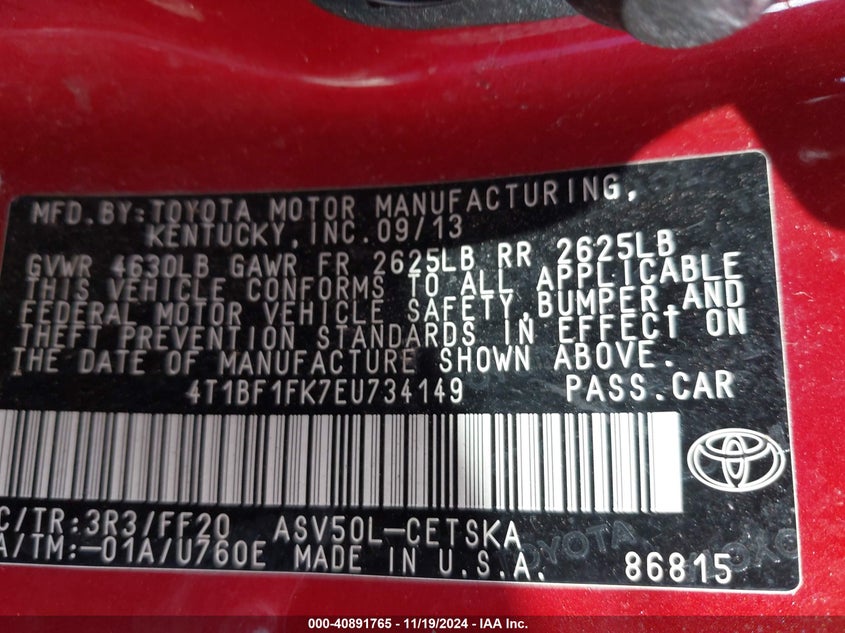 MFD.BY:TOYOTA MOTOR MANUFACTURING,
KENTUCKY,INC.09/13
GVWR 4630LB GAWR FR 2625LB RR 2625LB
THIS VEHICLE CONFORMS TO ALL APPLICABLE
FEDERAL MOTOR VEHICLE SAFETY,BUMPER,AND
THEFT PREVENTION STANDARDS IN EFFECT ON
THE DATE OF MANUFACTURE SHOWN ABOVE.
4T1BF1FK7EU734149 PASS.CAR
C/TR:3R3/FF20 ASV50L-CETSKA
A/TM:-01A/U760E MADE IN U.S.A. 86815
TOYOTA
000-40891765 - 11/19/2024 - IAA Inc.